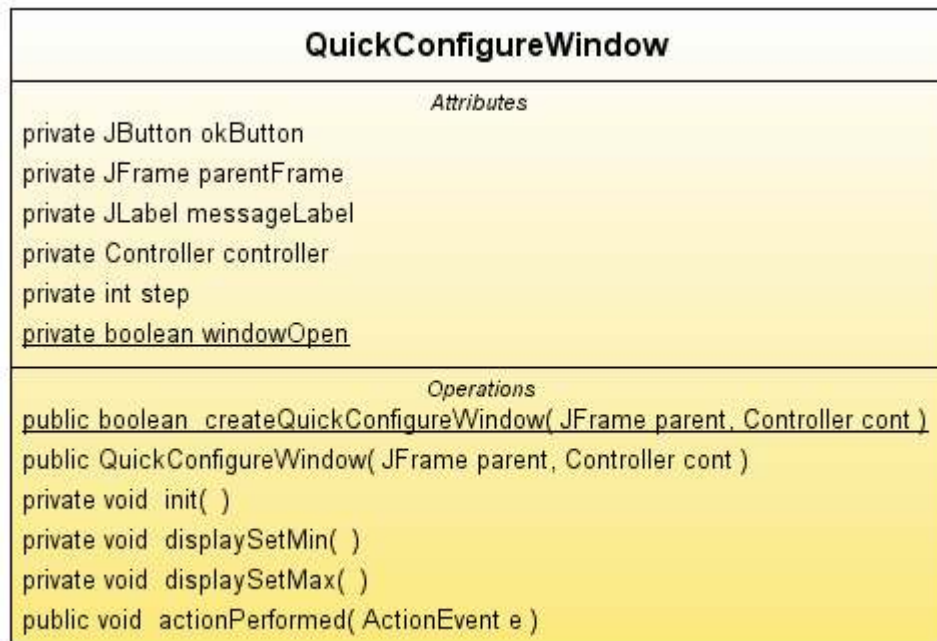 QuickConfigureWindow
Attributes
private JButton okButton
private JFrame parentFrame
private JLabel messageLabel
private Controller controller
private int step
private boolean windowOpen
Operations
public boolean createQuickConfigureWindow( JFrame parent, Controller cont )
public QuickConfigureWindow( JFrame parent, Controller cont )
private void init( )
private void displaySetMin( )
private void displaySetMax( )
public void actionPerformed( ActionEvent e )